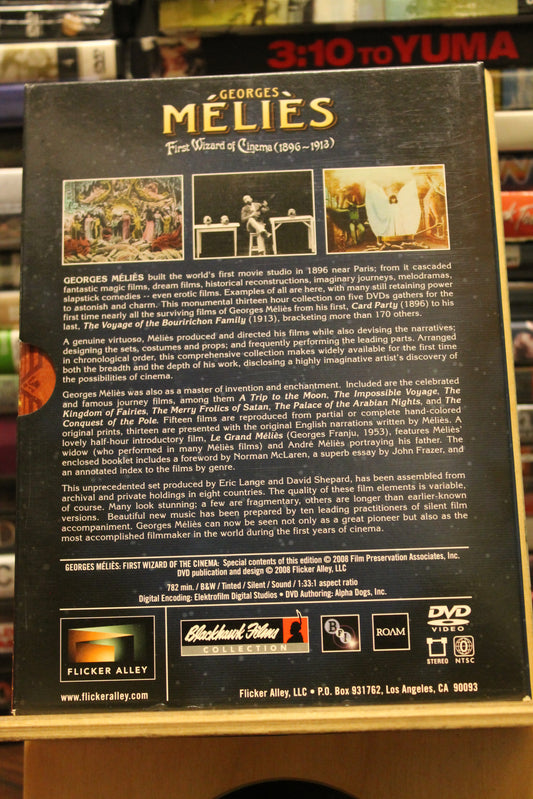 3:10 TO YUMA
GEORGES
MÉLIÈS
First Wizard of Cinema (1896~1913)
GEORGES MÉLIÈS built the world's first movie studio in 1896 near Paris; from it cascaded
fantastic magic films, dream films, historical reconstructions, imaginary journeys, melodramas,
slapstick comedies -- even erotic films. Examples of all are here, with many still retaining power
to astonish and charm. This monumental thirteen hour collection on five DVDs gathers for the
first time nearly all the surviving films of Georges Méliès from his first, Card Party (1896) to his
last, The Voyage of the Bouririchon Family (1913), bracketing more than 170 others.
A genuine virtuoso, Méliès produced and directed his films while also devising the narratives;
designing the sets, costumes and props; and frequently performing the leading parts. Arranged
in chronological order, this comprehensive collection makes widely available for the first time
both the breadth and the depth of his work, disclosing a highly imaginative artist's discovery of
the possibilities of cinema.
Georges Méliès was also as a master of invention and enchantment. Included are the celebrated
and famous journey films, among them A Trip to the Moon, The Impossible Voyage, The
Kingdom of Fairies, The Merry Frolics of Satan, The Palace of the Arabian Nights, and The
Conquest of the Pole. Fifteen films are reproduced from partial or complete hand-colored
original prints, thirteen are presented with the original English narrations written by Méliès. A
lovely half-hour introductory film, Le Grand Méliès (Georges Franju, 1953), features Méliès'
widow (who performed in many Méliès films) and André Méliès portraying his father. The
enclosed booklet includes a foreword by Norman McLaren, a superb essay by John Frazer, and
an annotated index to the films by genre.
This unprecedented set produced by Eric Lange and David Shepard, has been assembled from
archival and private holdings in eight countries. The quality of these film elements is variable,
of course. Many look stunning; a few are fragmentary, others are longer than earlier-known
versions. Beautiful new music has been prepared by ten leading practitioners of silent film
accompaniment. Georges Méliès can now be seen not only as a great pioneer but also as the
most accomplished filmmaker in the world during the first years of cinema.
GEORGES MÉLIÈS: FIRST WIZARD OF THE CINEMA: Special contents of this edition © 2008 Film Preservation Associates, Inc.
DVD publication and design © 2008 Flicker Alley, LLC
782 min. / B&W / Tinted / Silent / Sound / 1:33:1 aspect ratio
Digital Encoding: Elektrofilm Digital Studios • DVD Authoring: Alpha Dogs, Inc.
FLICKER ALLEY
www.flickeralley.com
Blackhawk Films
COLLECTION
BFI
ROAM
DVD
VIDEO
STEREO
NTSC
Flicker Alley, LLC • P.O. Box 931762, Los Angeles, CA 90093